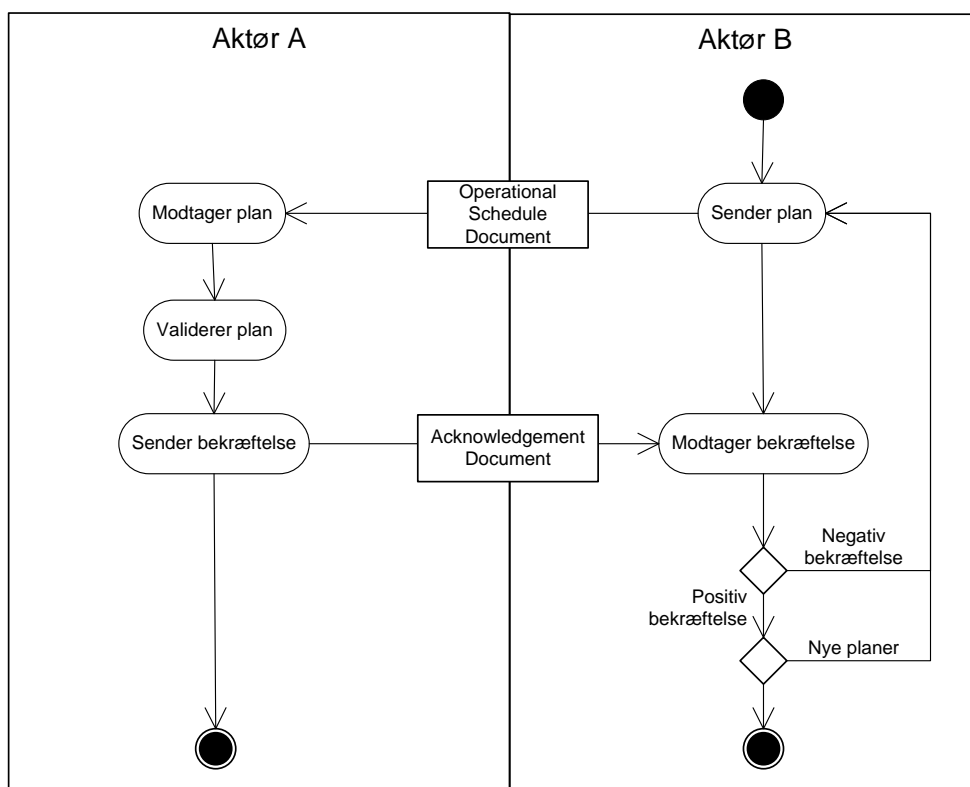 Aktør A
Aktør B
Modtager plan
Operational
Schedule
Document
Sender plan
Validerer plan
Sender bekræftelse
Acknowledgement
Document
Modtager bekræftelse
Negativ
bekræftelse
Positiv
bekræftelse
Nye planer